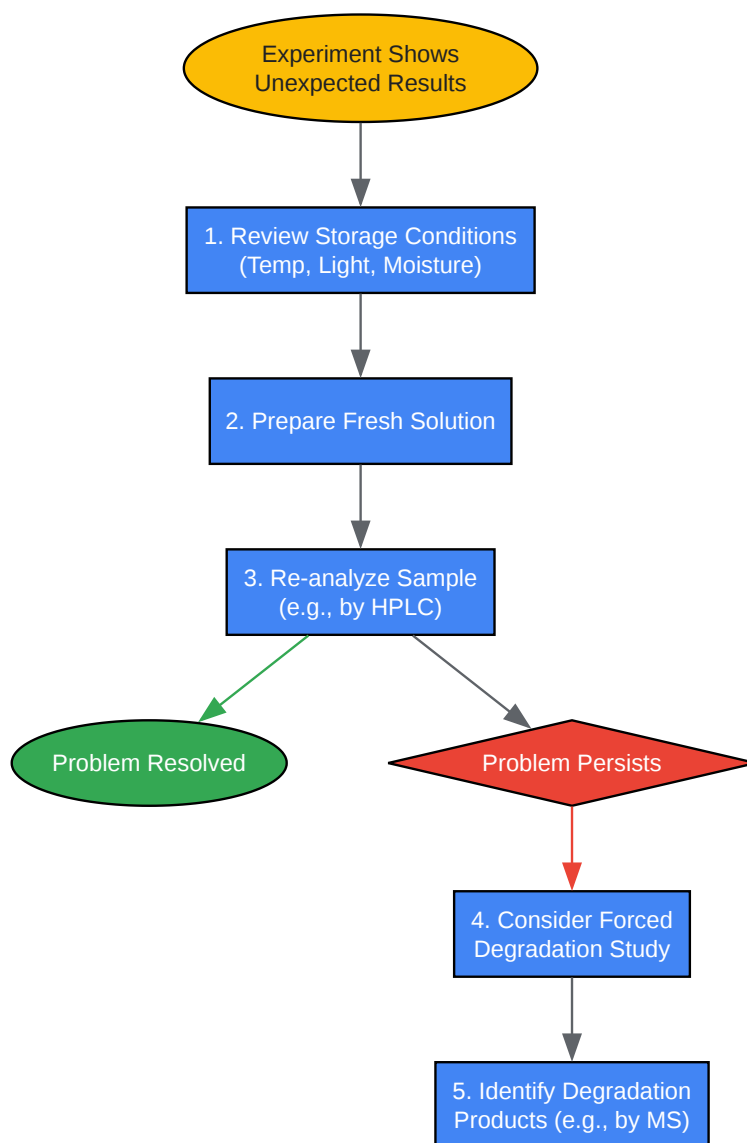 Experiment Shows
Unexpected Results
1. Review Storage Conditions
(Temp, Light, Moisture)
2. Prepare Fresh Solution
3. Re-analyze Sample
(e.g., by HPLC)
Problem Resolved
Problem Persists
4. Consider Forced
Degradation Study
5. Identify Degradation
Products (e.g., by MS)